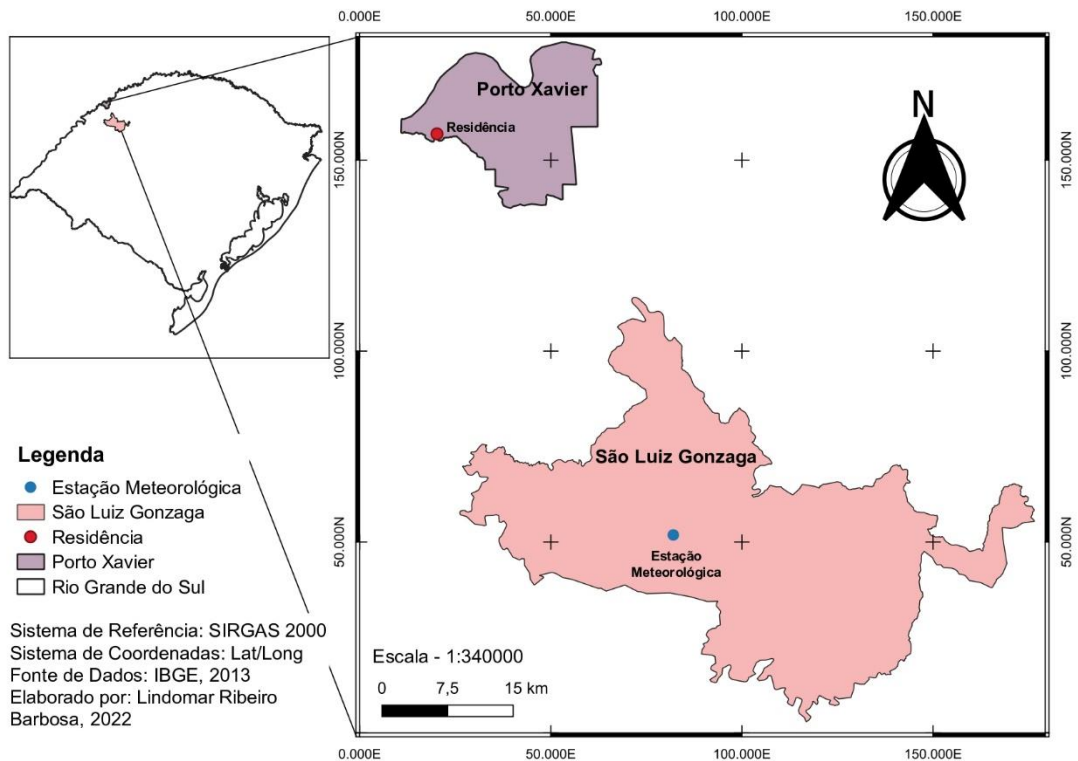 0.000E
50.000E
100.000E
150.000E
Porto Xavier
Residência
N
150.000N
150.000N
100.000N
100.000N
São Luiz Gonzaga
Estação
Meteorológica
50.000N
50.000N
Legenda
Estação Meteorológica
São Luiz Gonzaga
Residência
Porto Xavier
Rio Grande do Sul
Sistema de Referência: SIRGAS 2000
Sistema de Coordenadas: Lat/Long
Fonte de Dados: IBGE, 2013
Elaborado por: Lindomar Ribeiro
Barbosa, 2022
Escala - 1:340000
0 7,5 15 km
0.000E
50.000E
100.000E
150.000E